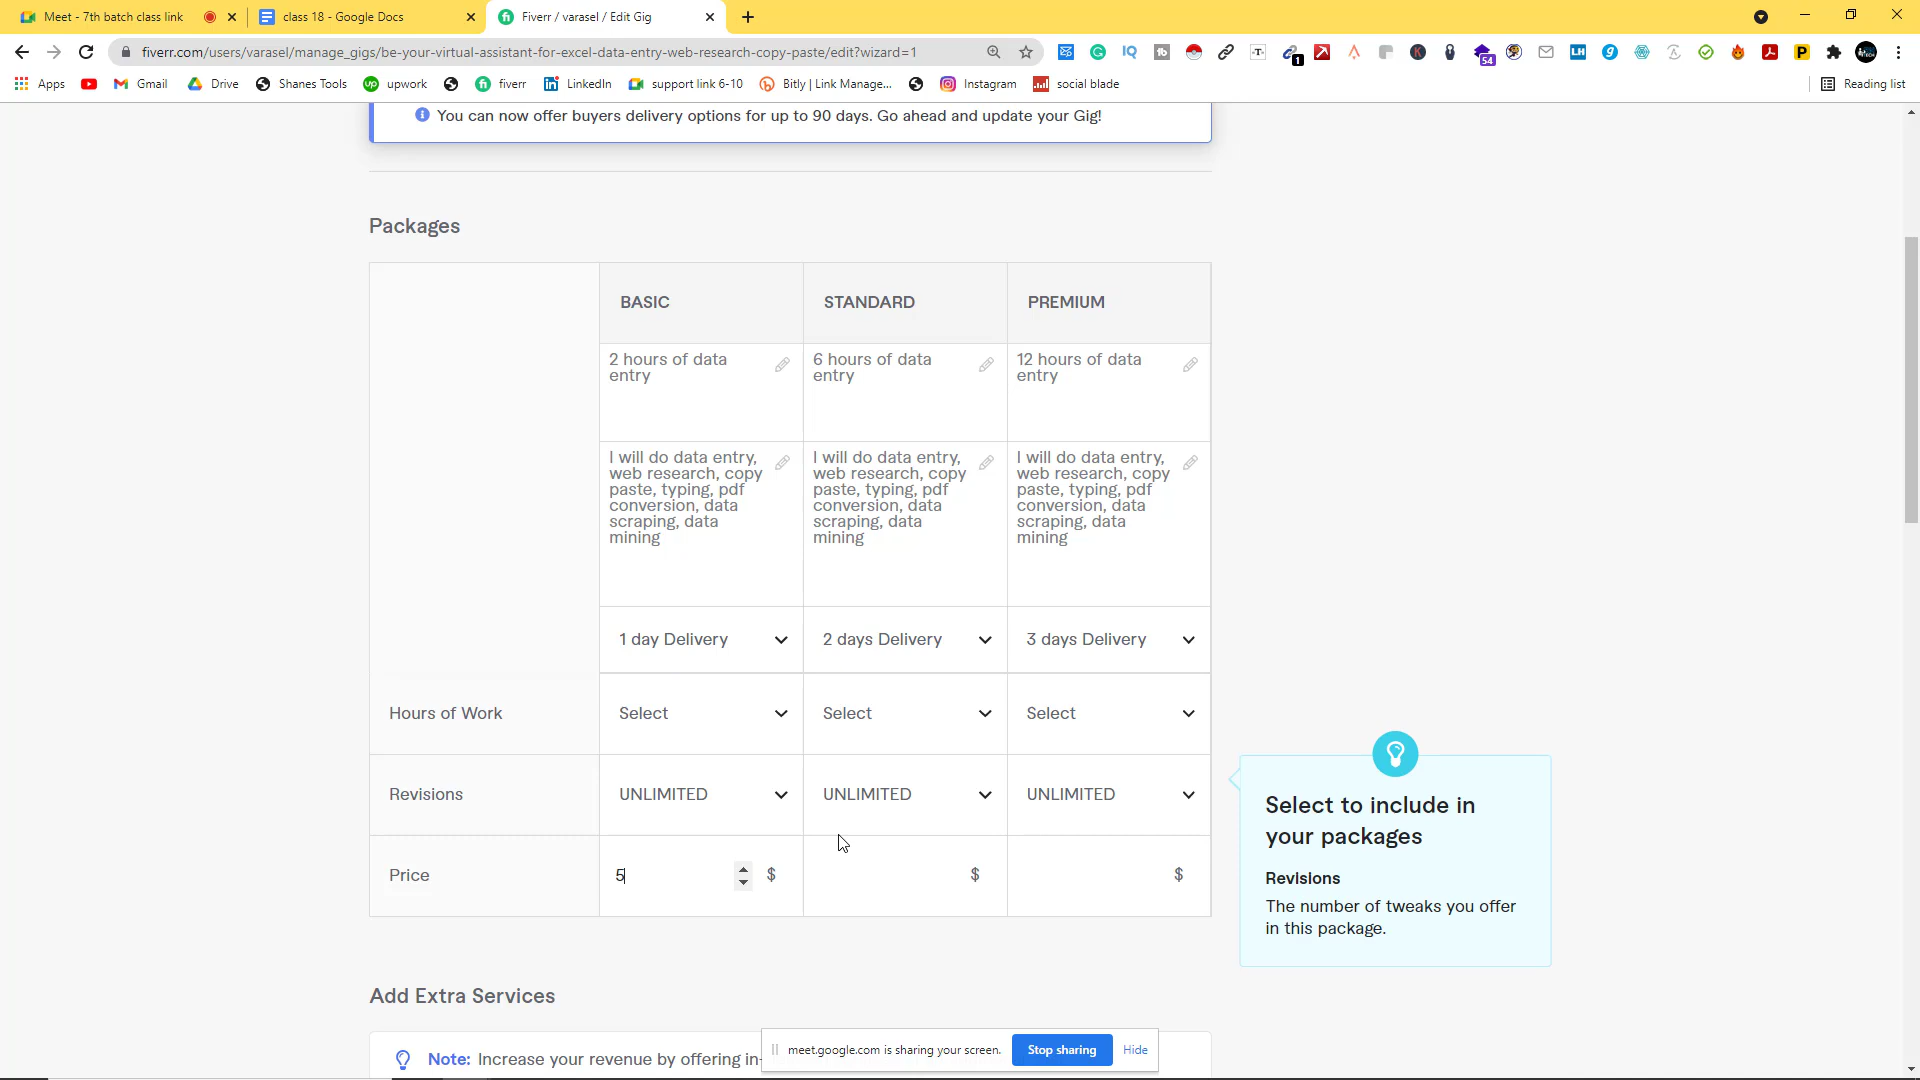 Meet - 7th batch class link
class 18 - Google Docs
Fiverr / varasel / Edit Gig
fiverr.com/users/varasel/manage_gigs/be-your-virtual-assistant-for-excel-data-entry-web-research-copy-paste/edit?wizard=1
Apps
Gmail
Drive
Shanes Tools
upwork
fiverr
LinkedIn
support link 6-10
Bitly | Link Manage...
Instagram
social blade
Reading list
You can now offer buyers delivery options for up to 90 days. Go ahead and update your Gig!
Packages
BASIC
STANDARD
PREMIUM
2 hours of data
entry
6 hours of data
entry
12 hours of data
entry
I will do data entry,
web research, copy
paste, typing, pdf
conversion, data
scraping, data
mining
I will do data entry,
web research, copy
paste, typing, pdf
conversion, data
scraping, data
mining
I will do data entry,
web research, copy
paste, typing, pdf
conversion, data
scraping, data
mining
1 day Delivery
2 days Delivery
3 days Delivery
Hours of Work
Select
Select
Select
Revisions
UNLIMITED
UNLIMITED
UNLIMITED
Price
5
$
$
$
Select to include in
your packages
Revisions
The number of tweaks you offer
in this package.
Add Extra Services
Note: Increase your revenue by offering in-
meet.google.com is sharing your screen.
Stop sharing
Hide